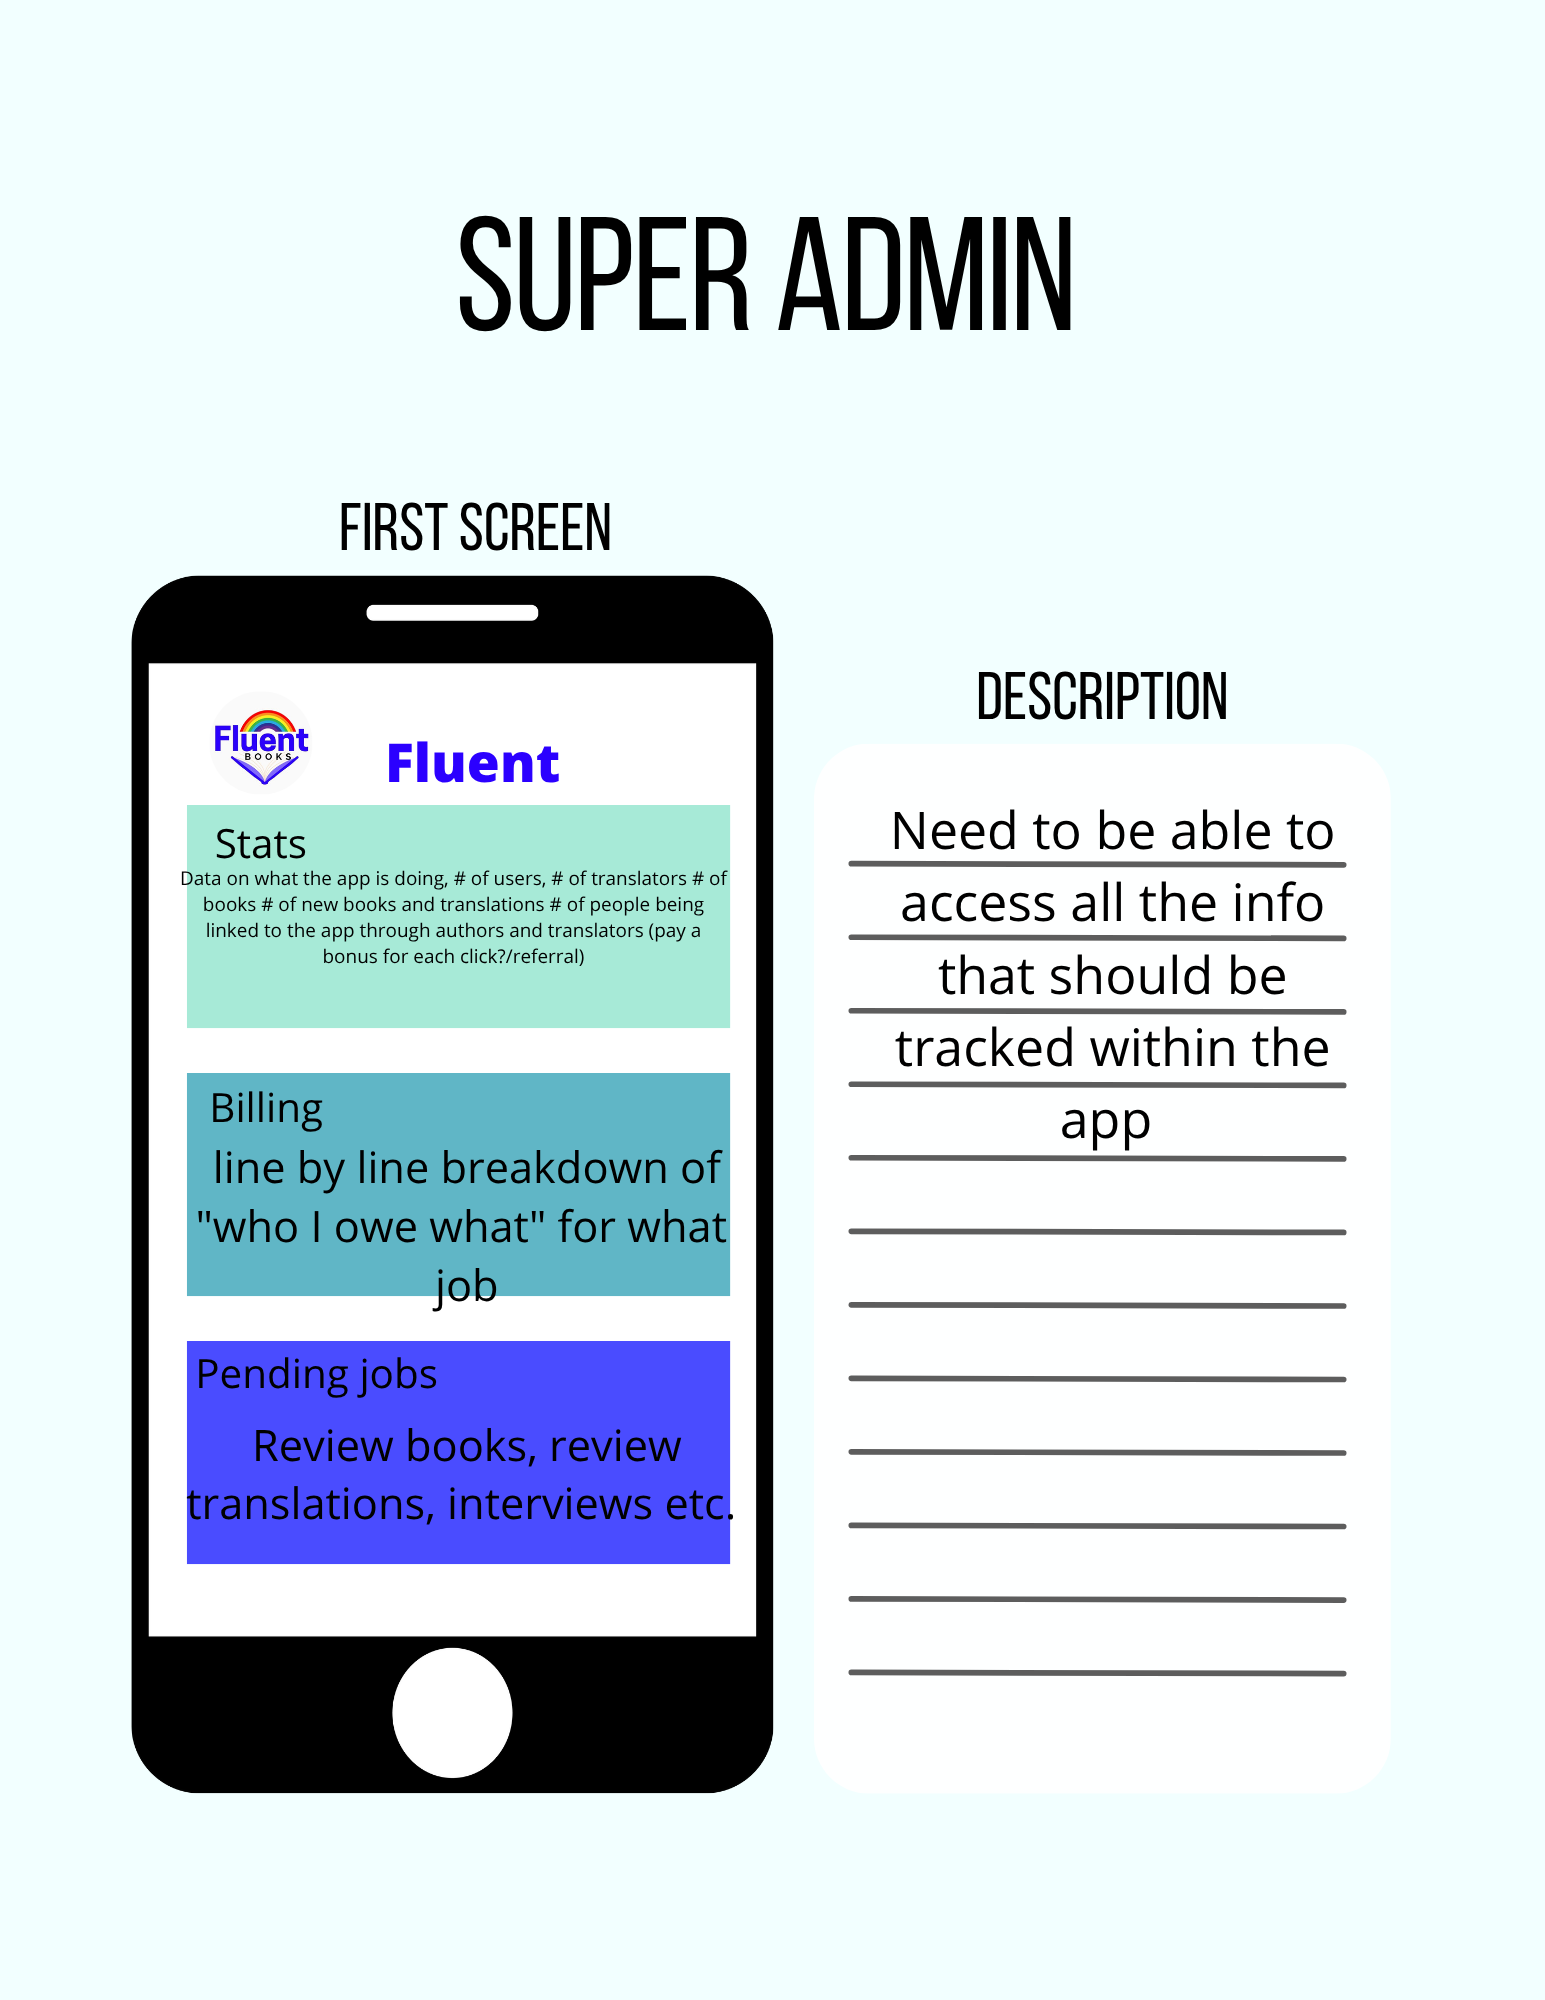 SUPER ADMIN
FIRST SCREEN
Fluent
BOOKS
Fluent
Stats
Data on what the app is doing, # of users, # of translators # of
books # of new books and translations # of people being
linked to the app through authors and translators (pay a
bonus for each click?/referral)
Billing
line by line breakdown of
"who I owe what" for what
job
Pending jobs
Review books, review
translations, interviews etc.
DESCRIPTION
Need to be able to
access all the info
that should be
tracked within the
app